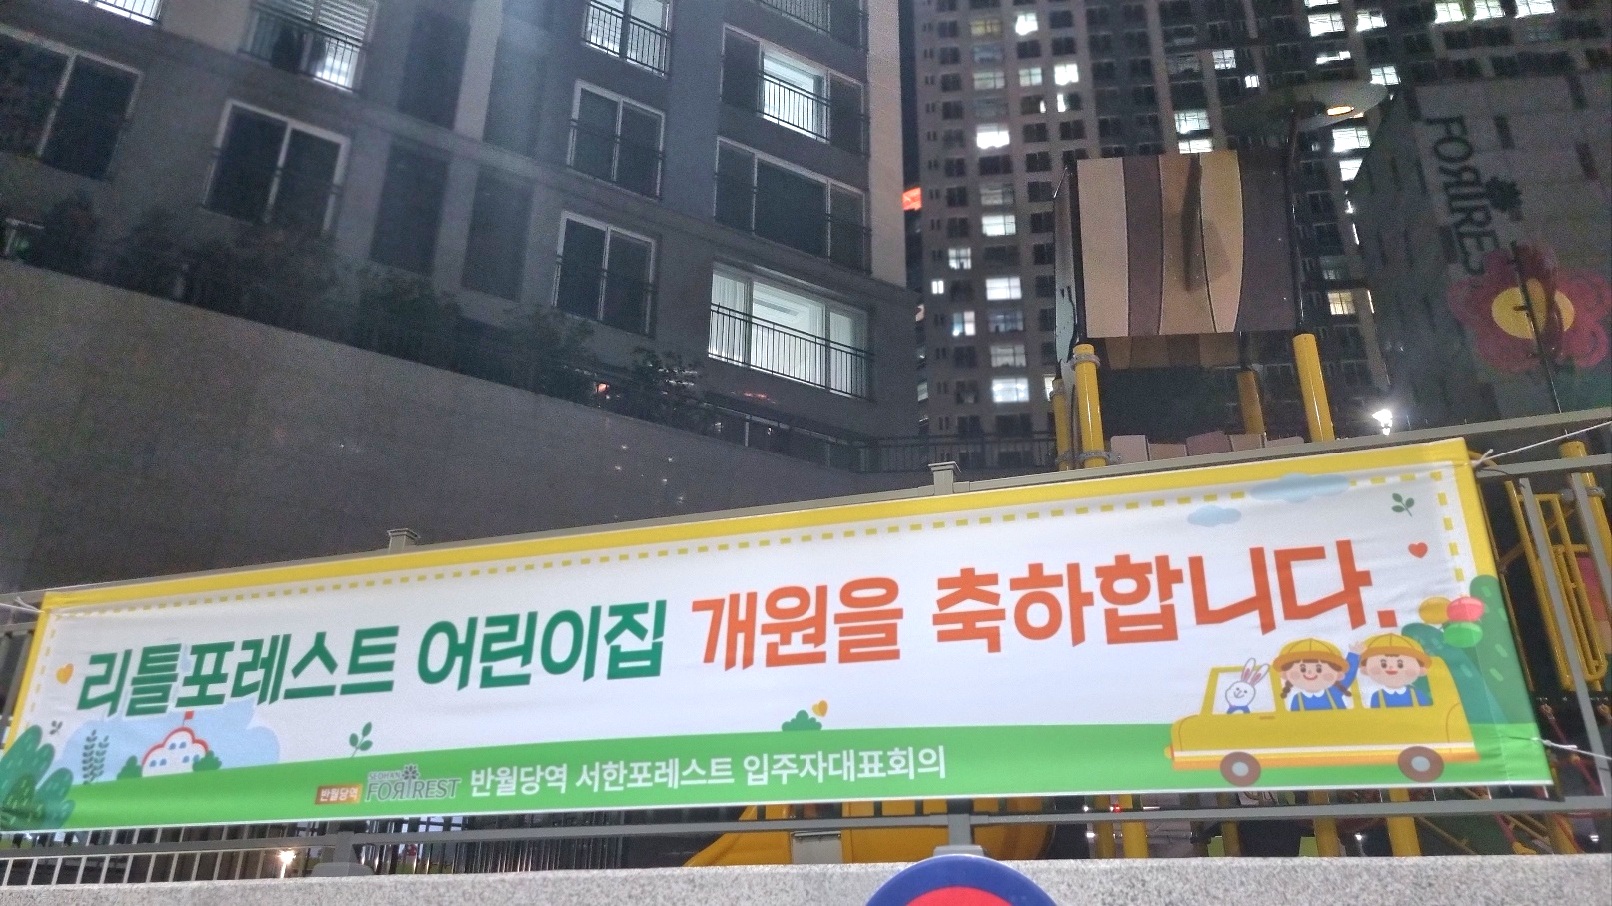 FORREST
리틀포레스트 어린이집 개원을 축하합니다.
반월당역 SEOHAN FORREST 반월당역 서한포레스트 입주자대표회의